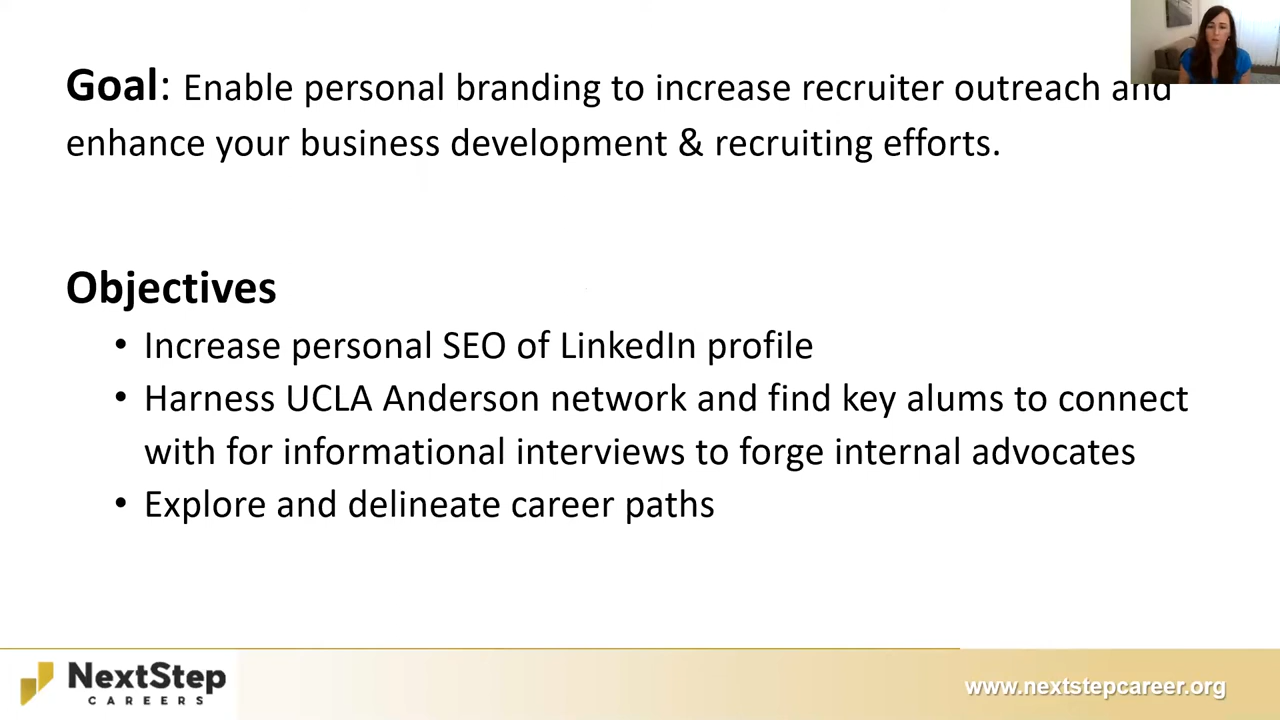 Goal: Enable personal branding to increase recruiter outreach and
enhance your business development & recruiting efforts.
Objectives
• Increase personal SEO of LinkedIn profile
• Harness UCLA Anderson network and find key alums to connect
with for informational interviews to forge internal advocates
• Explore and delineate career paths
NextStep
CAREERS
www.nextstepcareer.org